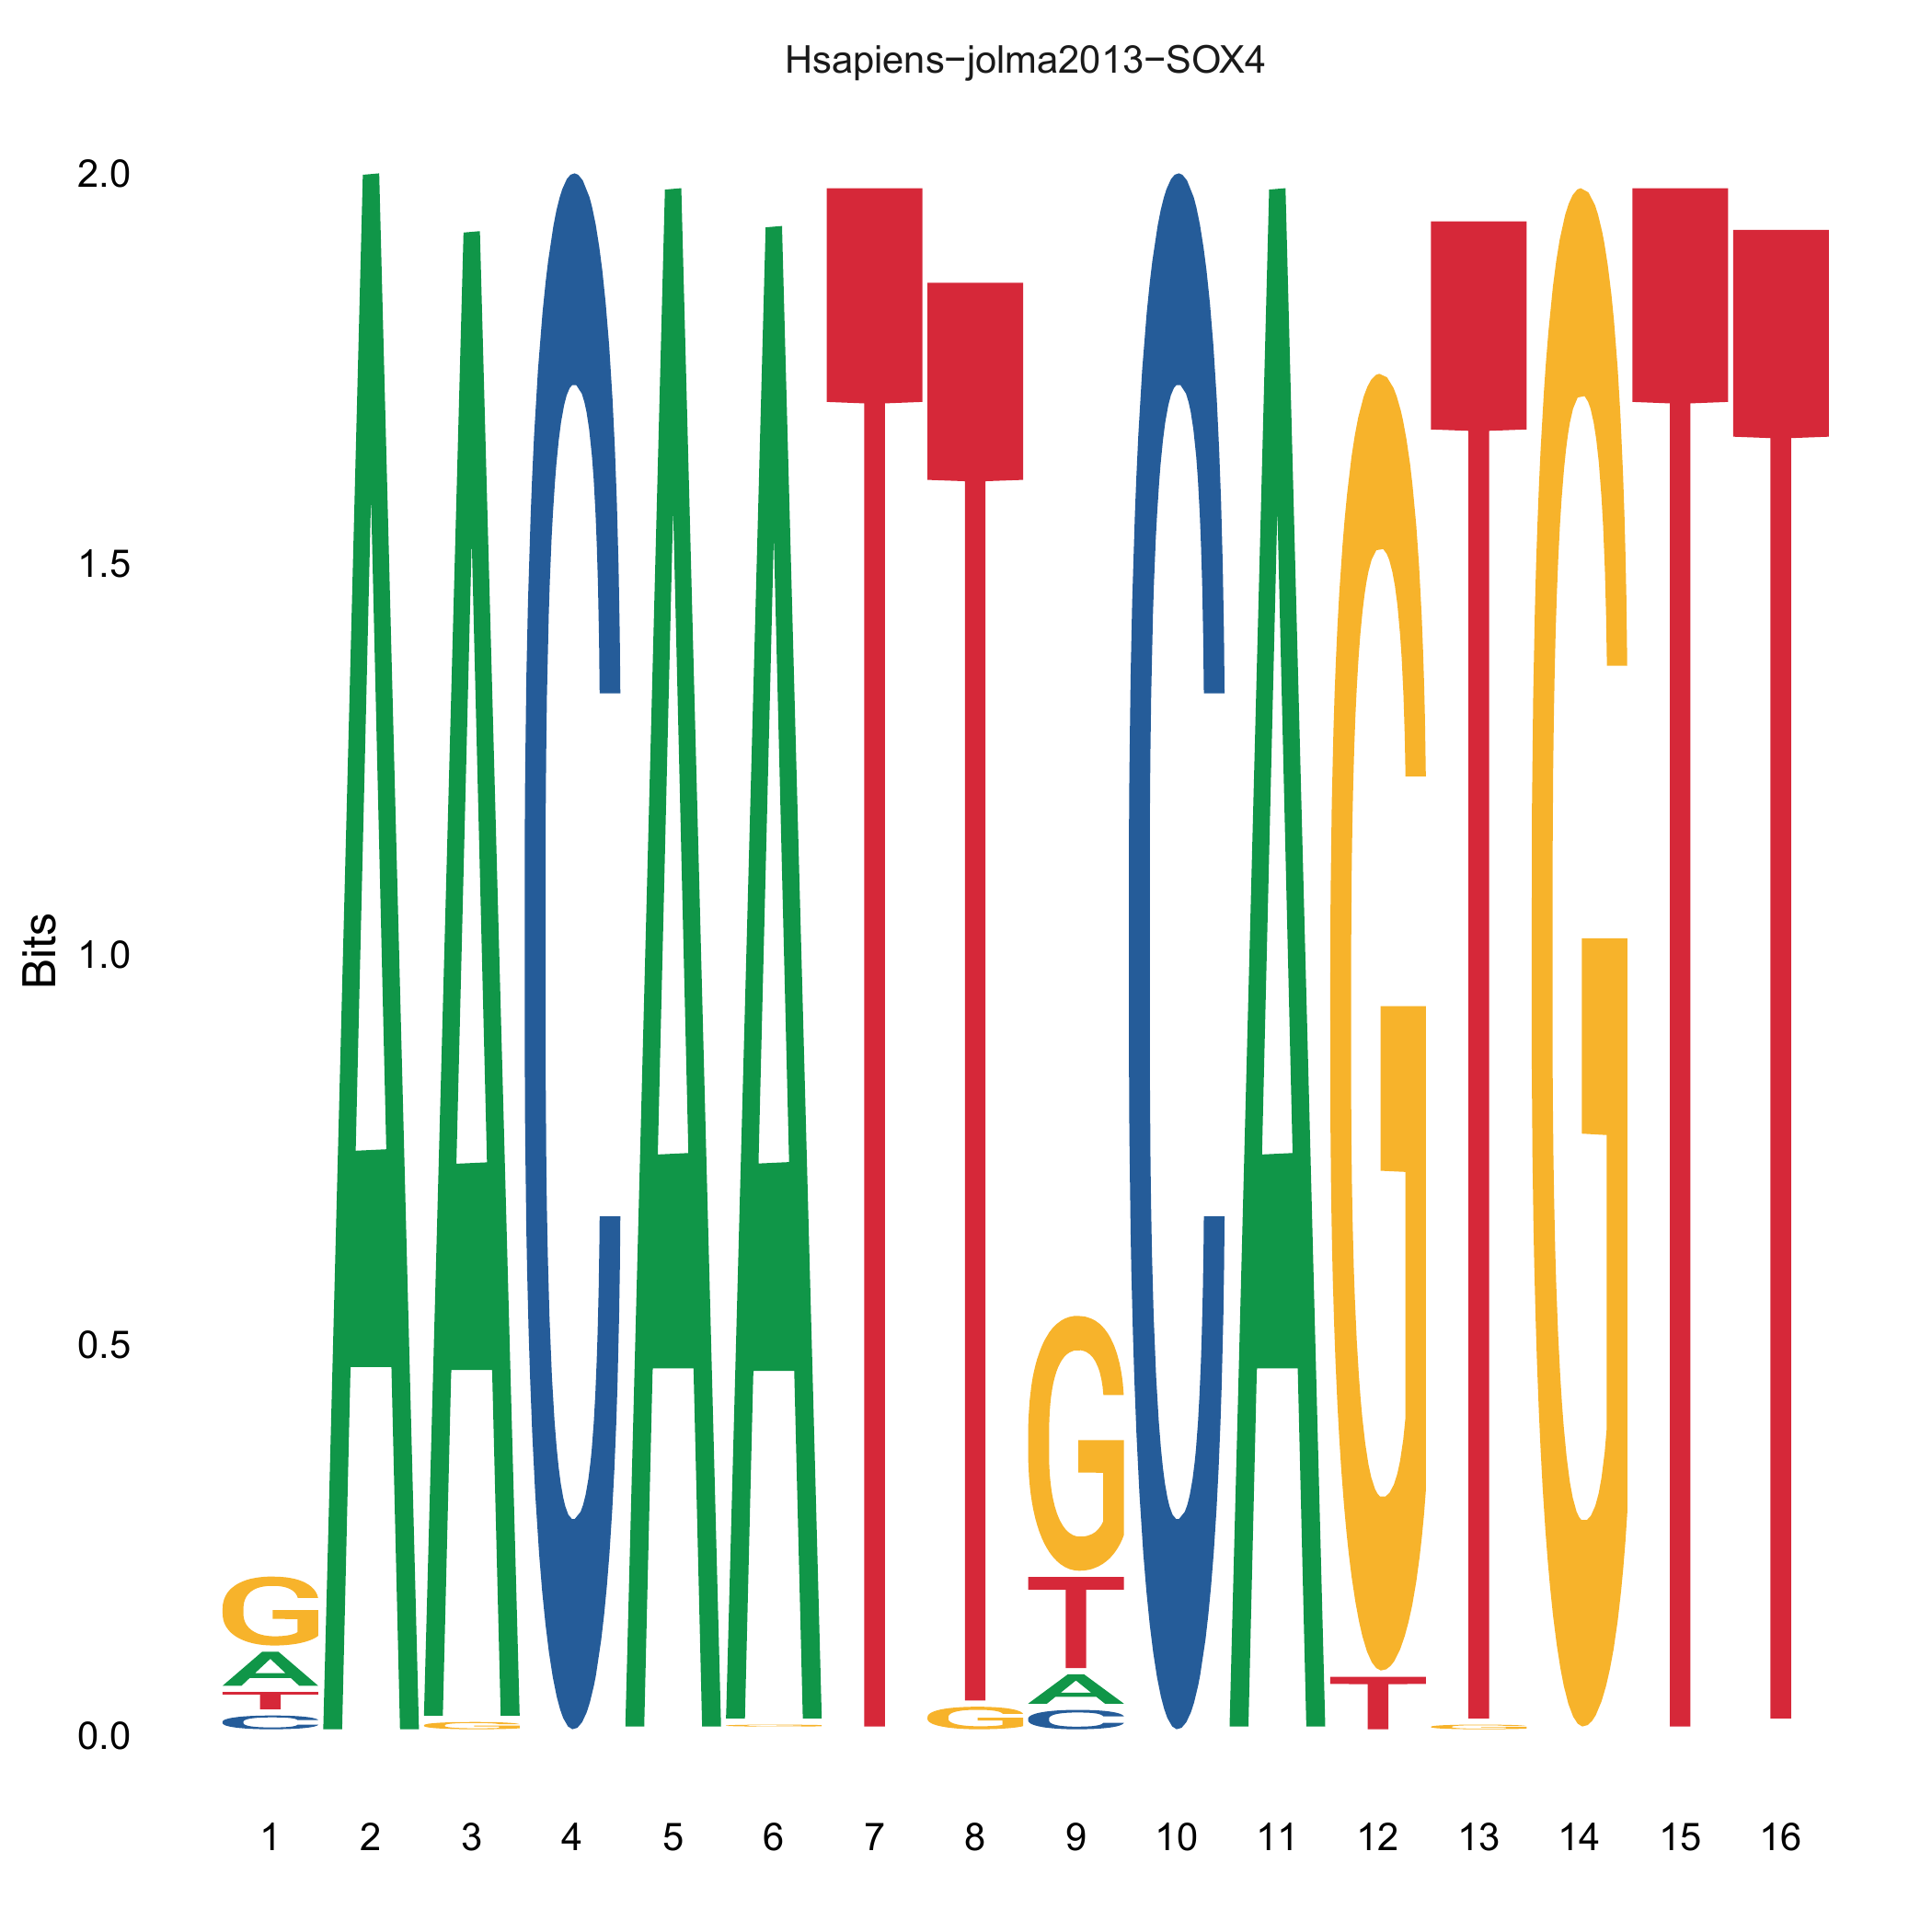 Hsapiens−jolma2013−SOX4
2.0
1.5
1.0
0.5
0.0
Bits
G A A C A A T T G C A G T G T T
A G G G T T G
T A
C C
1 2 3 4 5 6 7 8 9 10 11 12 13 14 15 16